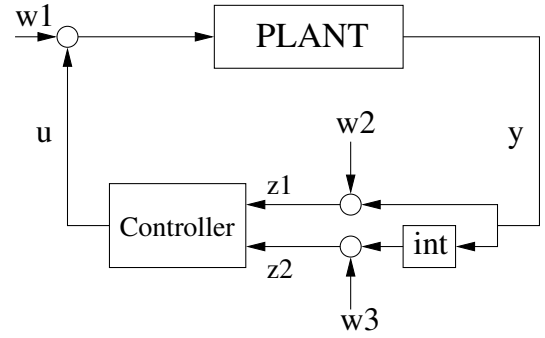 w1
PLANT
u
w2
y
z1
Controller
int
z2
w3